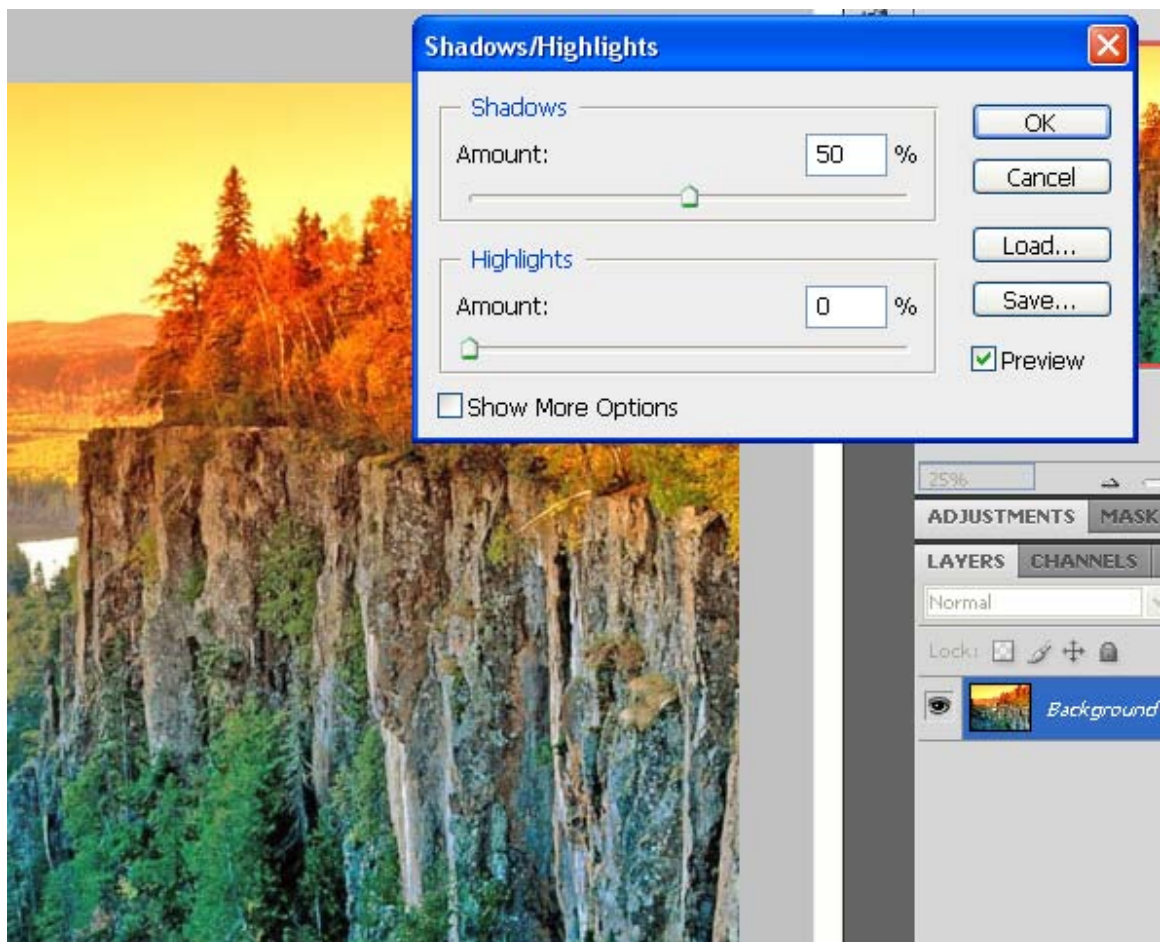 Shadows/Highlights
Shadows
Amount:
50
%
OK
Cancel
Highlights
Amount:
0
%
Load...
Save...
Preview
Show More Options
25%
ADJUSTMENTS
MASK
LAYERS
CHANNELS
Normal
Lock:
Background